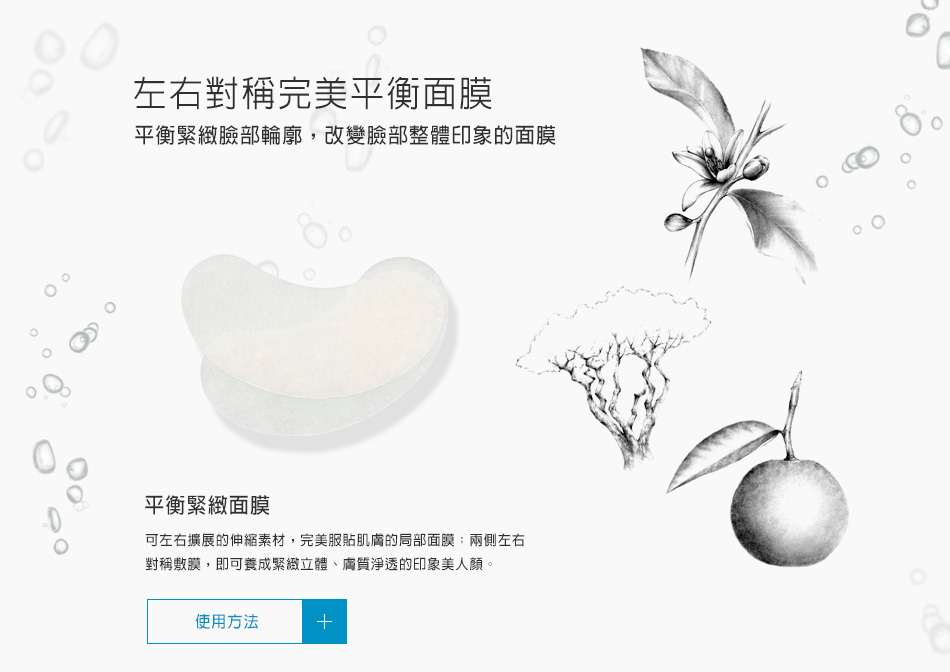 左右對稱完美平衡面膜
平衡緊緻臉部輪廓，改變臉部整體印象的面膜
平衡緊緻面膜
可左右擴展的伸縮素材，完美服貼肌膚的局部面膜；兩側左右
對稱敷膜，即可養成緊緻立體、膚質淨透的印象美人顏。
使用方法